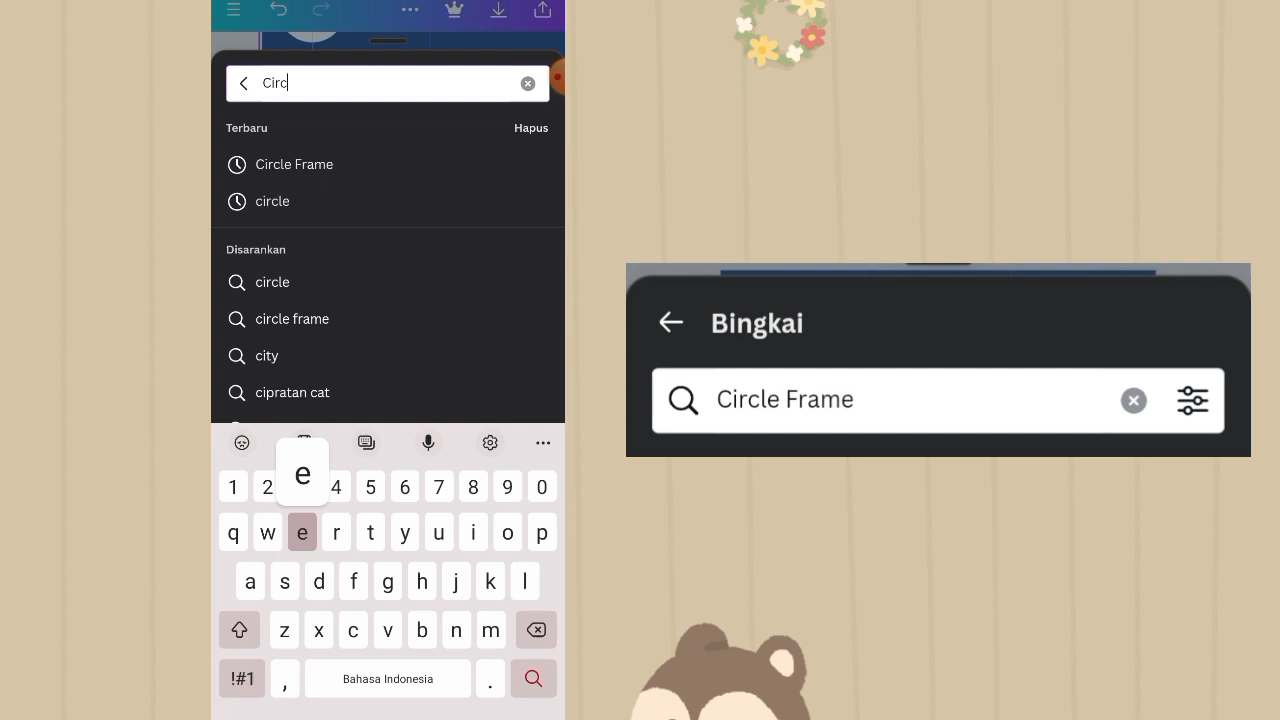 Circ
Terbaru Hapus
Circle Frame
circle
Disarankan
circle
circle frame
city
cipratan cat
e
1 2 4 5 6 7 8 9 0
q w e r t y u i o p
a s d f g h j k l
z x c v b n m
!#1 , Bahasa Indonesia .
Bingkai
Circle Frame